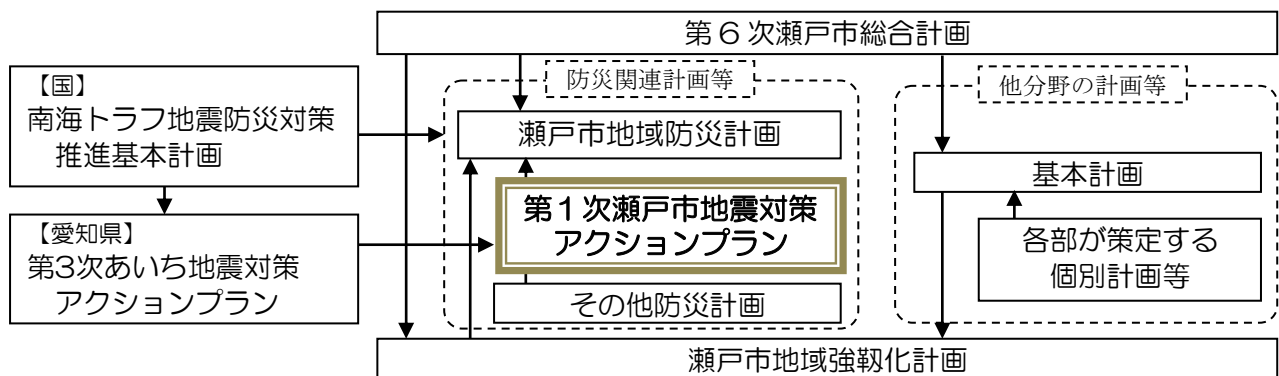 第６次瀬戸市総合計画
【国】
南海トラフ地震防災対策
推進基本計画
【愛知県】
第3次あいち地震対策
アクションプラン
防災関連計画等
瀬戸市地域防災計画
第１次瀬戸市地震対策
アクションプラン
その他防災計画
他分野の計画等
基本計画
各部が策定する
個別計画等
瀬戸市地域強靱化計画